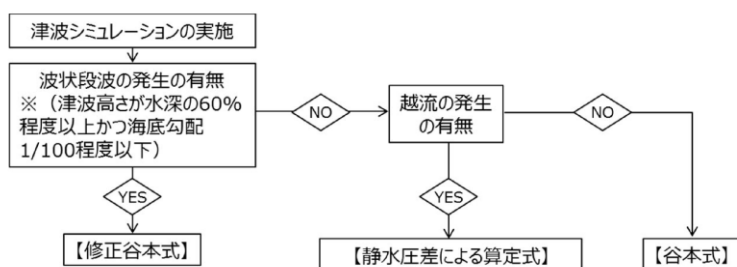 津波シミュレーションの実施
波状段波の発生の有無
※（津波高さが水深の60%
程度以上かつ海底勾配
1/100程度以下）
NO
越流の発生
の有無
NO
YES
YES
【修正谷本式】
【静水圧差による算定式】
【谷本式】